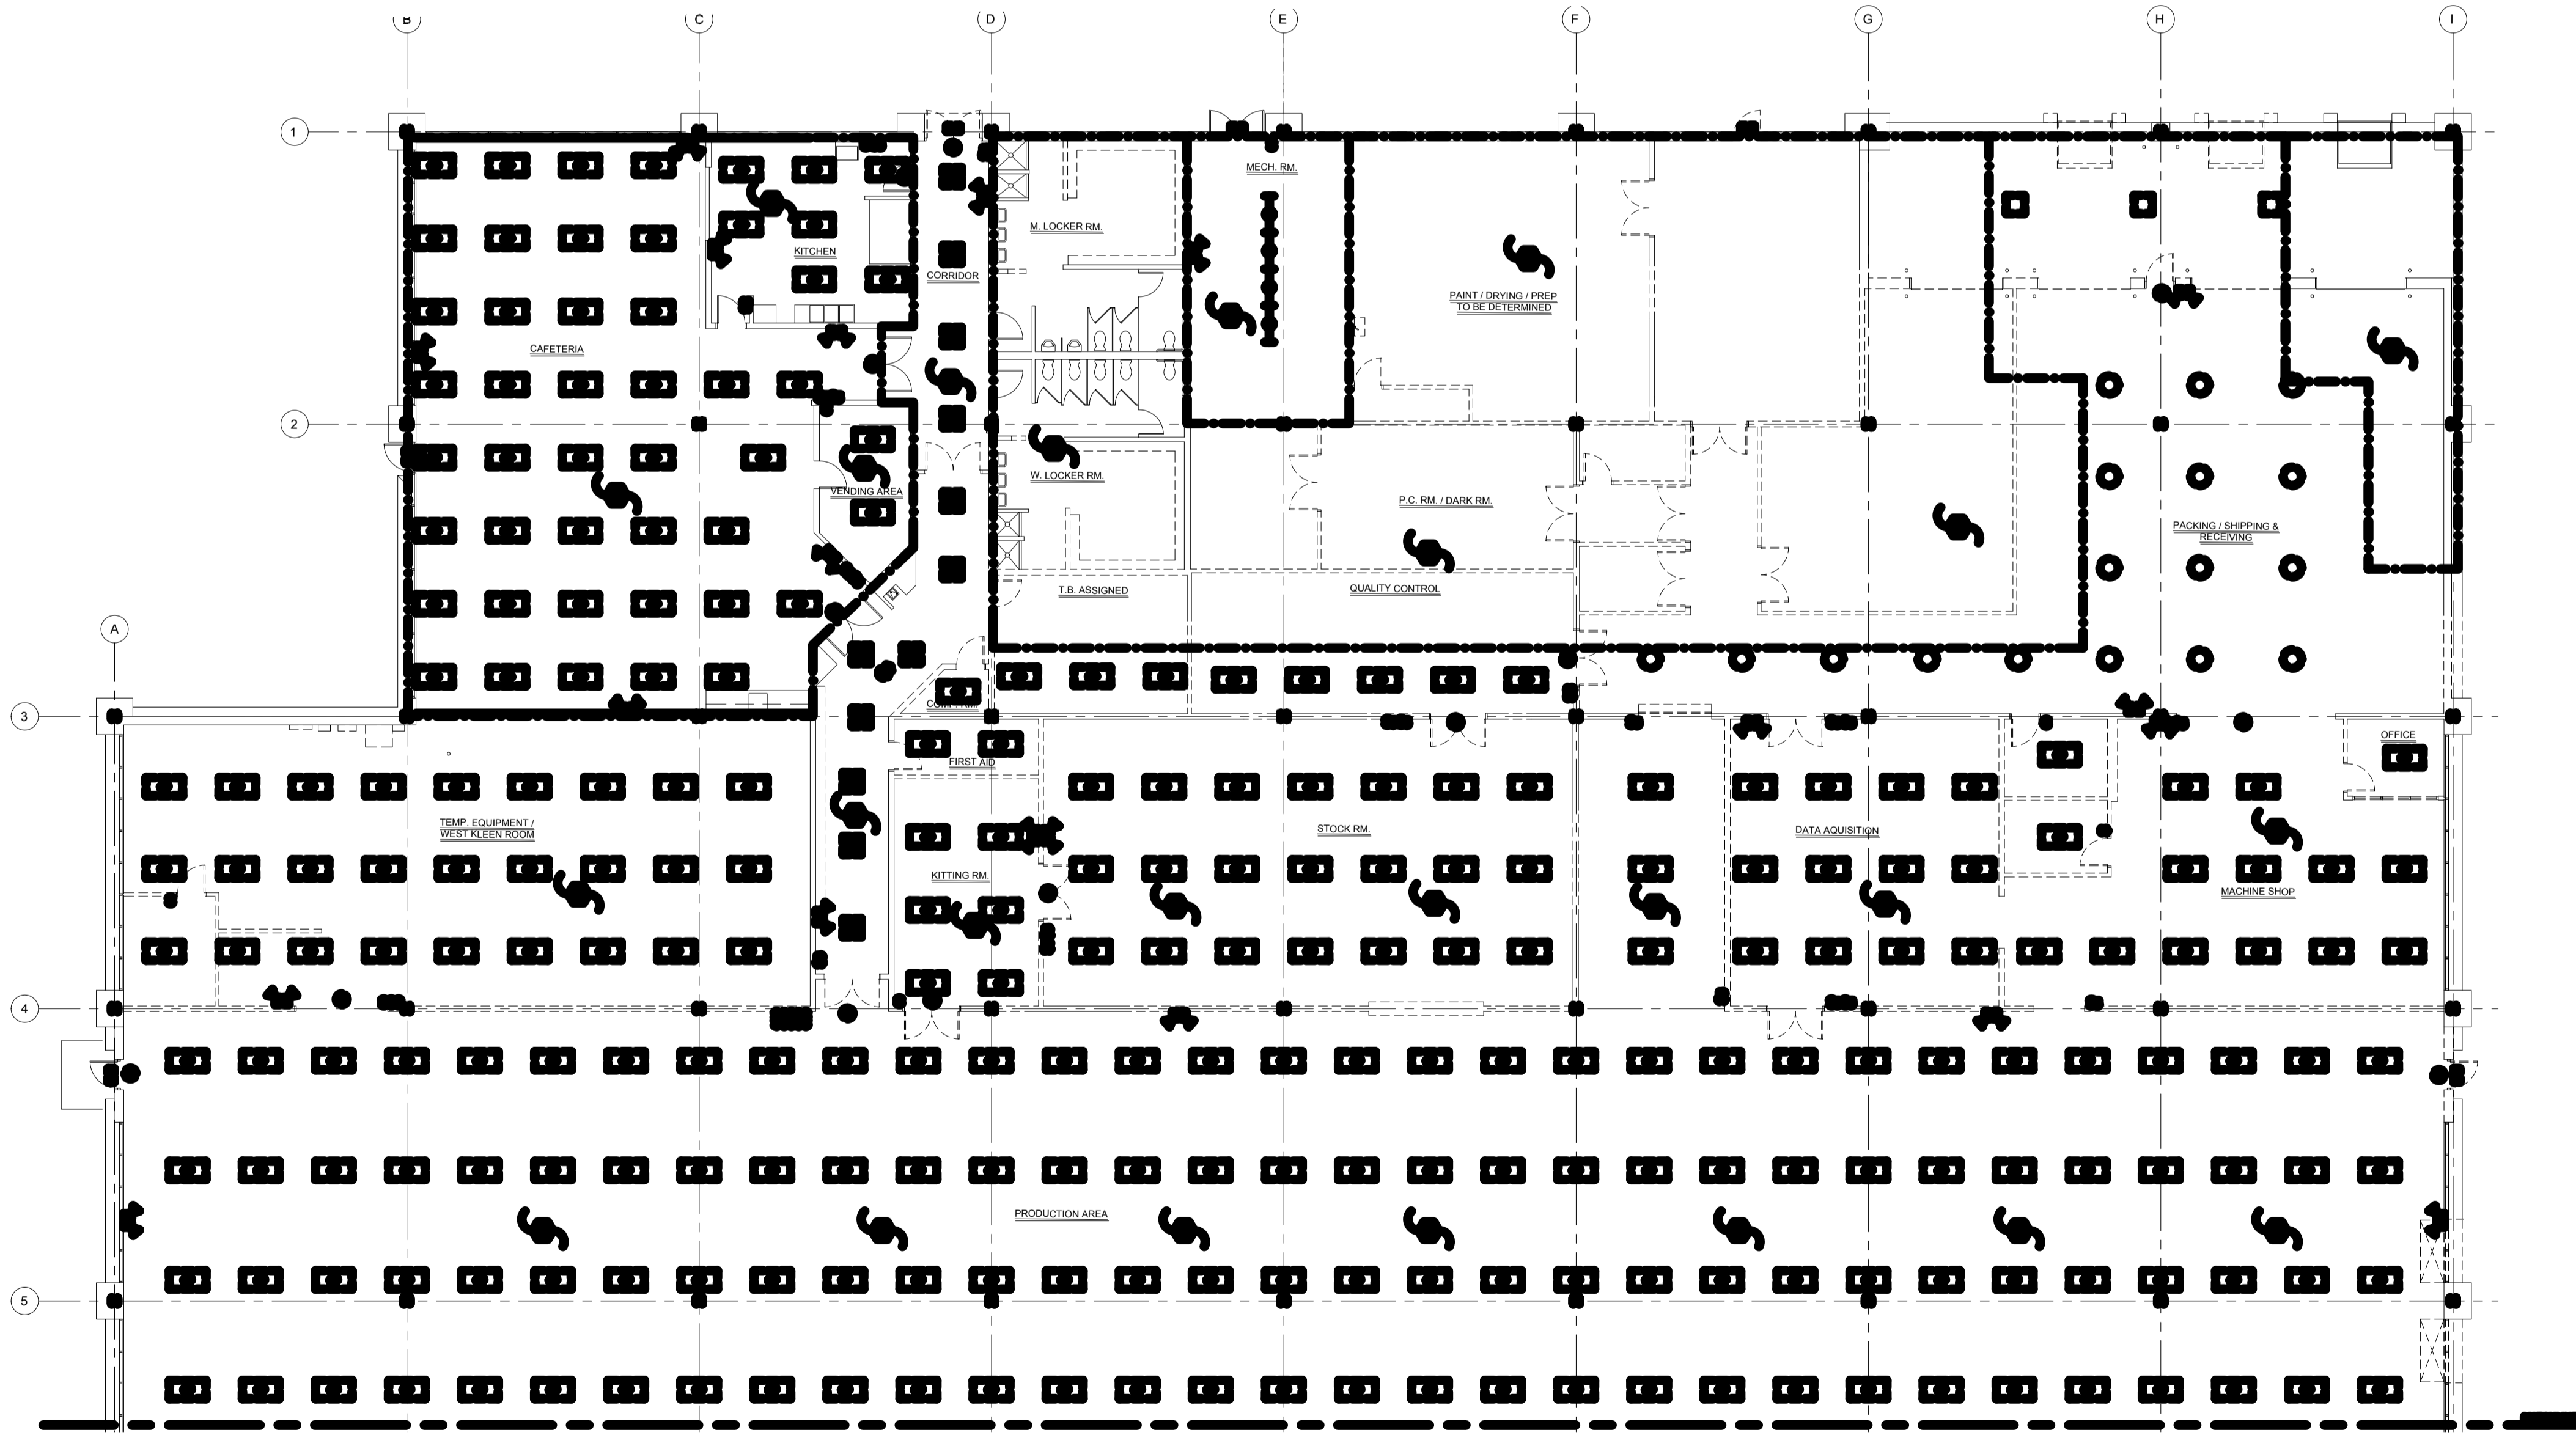 B
C
D
E
F
G
H
I
1
MECH. RM.
M. LOCKER RM.
KITCHEN
CORRIDOR
PAINT / DRYING / PREP
TO BE DETERMINED
CAFETERIA
2
W. LOCKER RM.
VENDING AREA
P.C. RM. / DARK RM.
PACKING / SHIPPING &
RECEIVING
T.B. ASSIGNED
QUALITY CONTROL
A
COMP. RM.
3
OFFICE
FIRST AID
TEMP. EQUIPMENT /
WEST KLEEN ROOM
STOCK RM.
DATA AQUISITION
KITTING RM.
MACHINE SHOP
4
PRODUCTION AREA
5